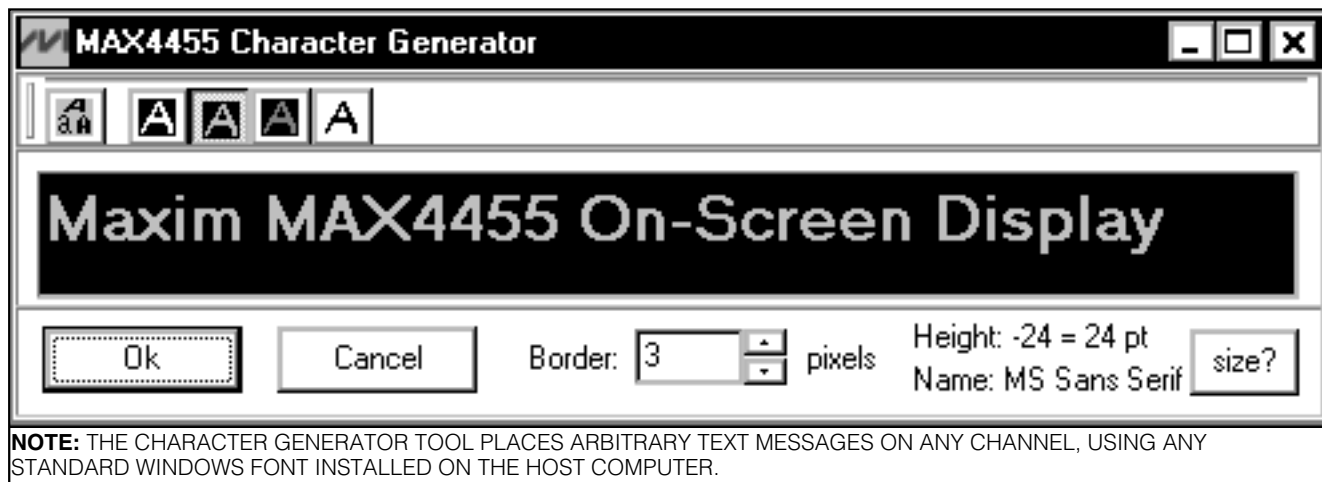 MAX4455 Character Generator
A aA A A A A
Maxim MAX4455 On-Screen Display
Ok Cancel Border: 3 pixels Height: -24 = 24 pt size?
Name: MS Sans Serif
NOTE: THE CHARACTER GENERATOR TOOL PLACES ARBITRARY TEXT MESSAGES ON ANY CHANNEL, USING ANY
STANDARD WINDOWS FONT INSTALLED ON THE HOST COMPUTER.